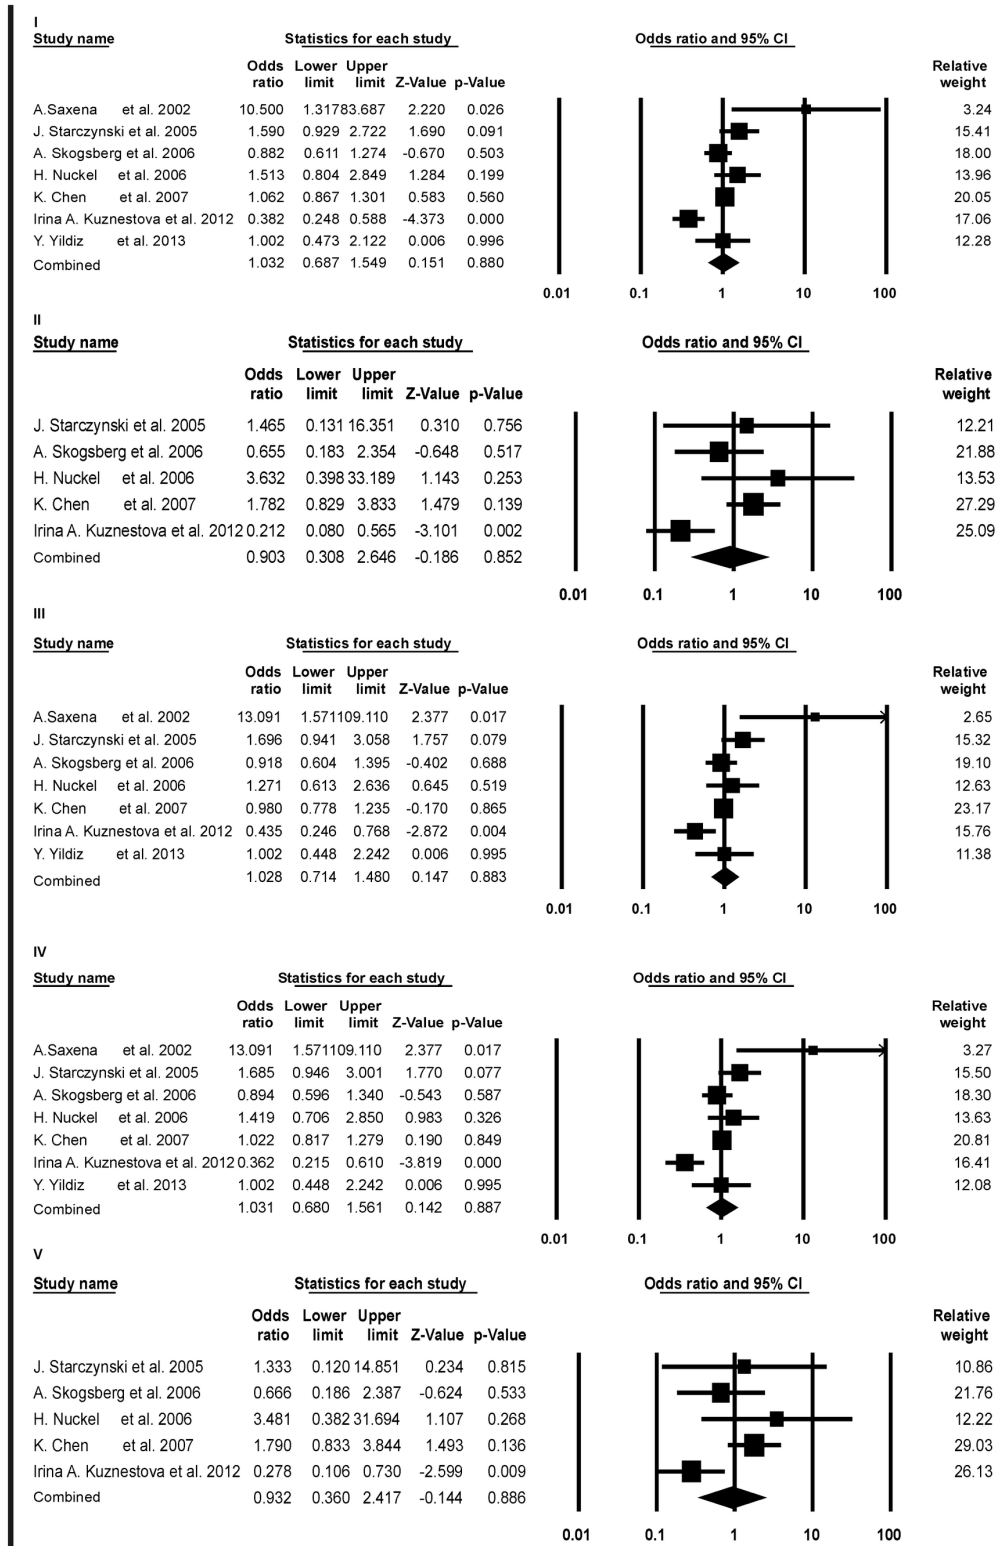 I
Study name Statistics for each study Odds ratio and 95% CI
Odds Lower Upper Relative
ratio limit limit Z-Value p-Value weight
A.Saxena et al. 2002 10.500 1.31783.687 2.220 0.026 3.24
J. Starczynski et al. 2005 1.590 0.929 2.722 1.690 0.091 15.41
A. Skogsberg et al. 2006 0.882 0.611 1.274 -0.670 0.503 18.00
H. Nuckel et al. 2006 1.513 0.804 2.849 1.284 0.199 13.96
K. Chen et al. 2007 1.062 0.867 1.301 0.583 0.560 20.05
Irina A. Kuznestova et al. 2012 0.382 0.248 0.588 -4.373 0.000 17.06
Y. Yildiz et al. 2013 1.002 0.473 2.122 0.006 0.996 12.28
Combined 1.032 0.687 1.549 0.151 0.880
0.01 0.1 1 10 100
II
Study name Statistics for each study Odds ratio and 95% CI
Odds Lower Upper Relative
ratio limit limit Z-Value p-Value weight
J. Starczynski et al. 2005 1.465 0.131 16.351 0.310 0.756 12.21
A. Skogsberg et al. 2006 0.655 0.183 2.354 -0.648 0.517 21.88
H. Nuckel et al. 2006 3.632 0.398 33.189 1.143 0.253 13.53
K. Chen et al. 2007 1.782 0.829 3.833 1.479 0.139 27.29
Irina A. Kuznestova et al. 2012 0.212 0.080 0.565 -3.101 0.002 25.09
Combined 0.903 0.308 2.646 -0.186 0.852
0.01 0.1 1 10 100
III
Study name Statistics for each study Odds ratio and 95% CI
Odds Lower Upper Relative
ratio limit limit Z-Value p-Value weight
A.Saxena et al. 2002 13.091 1.571109.110 2.377 0.017 2.65
J. Starczynski et al. 2005 1.696 0.941 3.058 1.757 0.079 15.32
A. Skogsberg et al. 2006 0.918 0.604 1.395 -0.402 0.688 19.10
H. Nuckel et al. 2006 1.271 0.613 2.636 0.645 0.519 12.63
K. Chen et al. 2007 0.980 0.778 1.235 -0.170 0.865 23.17
Irina A. Kuznestova et al. 2012 0.435 0.246 0.768 -2.872 0.004 15.76
Y. Yildiz et al. 2013 1.002 0.448 2.242 0.006 0.995 11.38
Combined 1.028 0.714 1.480 0.147 0.883
0.01 0.1 1 10 100
IV
Study name Statistics for each study Odds ratio and 95% CI
Odds Lower Upper Relative
ratio limit limit Z-Value p-Value weight
A.Saxena et al. 2002 13.091 1.571109.110 2.377 0.017 3.27
J. Starczynski et al. 2005 1.685 0.946 3.001 1.770 0.077 15.50
A. Skogsberg et al. 2006 0.894 0.596 1.340 -0.543 0.587 18.30
H. Nuckel et al. 2006 1.419 0.706 2.850 0.983 0.326 13.63
K. Chen et al. 2007 1.022 0.817 1.279 0.190 0.849 20.81
Irina A. Kuznestova et al. 2012 0.362 0.215 0.610 -3.819 0.000 16.41
Y. Yildiz et al. 2013 1.002 0.448 2.242 0.006 0.995 12.08
Combined 1.031 0.680 1.561 0.142 0.887
0.01 0.1 1 10 100
V
Study name Statistics for each study Odds ratio and 95% CI
Odds Lower Upper Relative
ratio limit limit Z-Value p-Value weight
J. Starczynski et al. 2005 1.333 0.120 14.851 0.234 0.815 10.86
A. Skogsberg et al. 2006 0.666 0.186 2.387 -0.624 0.533 21.76
H. Nuckel et al. 2006 3.481 0.382 31.694 1.107 0.268 12.22
K. Chen et al. 2007 1.790 0.833 3.844 1.493 0.136 29.03
Irina A. Kuznestova et al. 2012 0.278 0.106 0.730 -2.599 0.009 26.13
Combined 0.932 0.360 2.417 -0.144 0.886
0.01 0.1 1 10 100